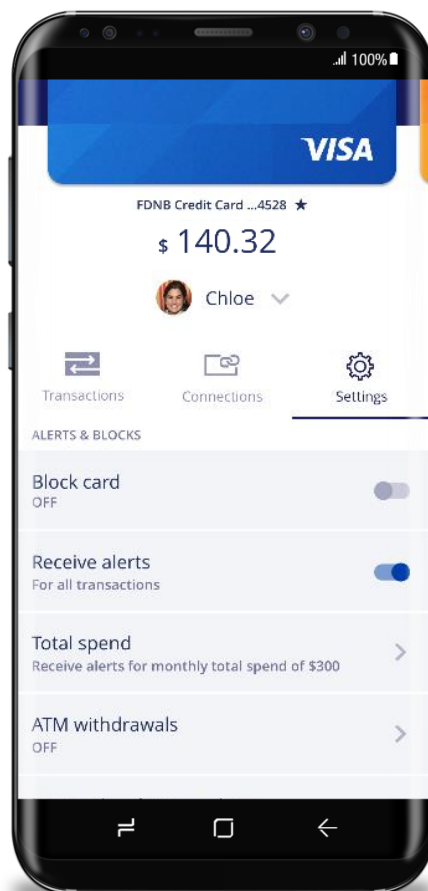 100%
VISA
FDNB Credit Card ...4528 ★
$ 140.32
Chloe
Transactions Connections Settings
ALERTS & BLOCKS
Block card
OFF
Receive alerts
For all transactions
Total spend
Receive alerts for monthly total spend of $300
ATM withdrawals
OFF